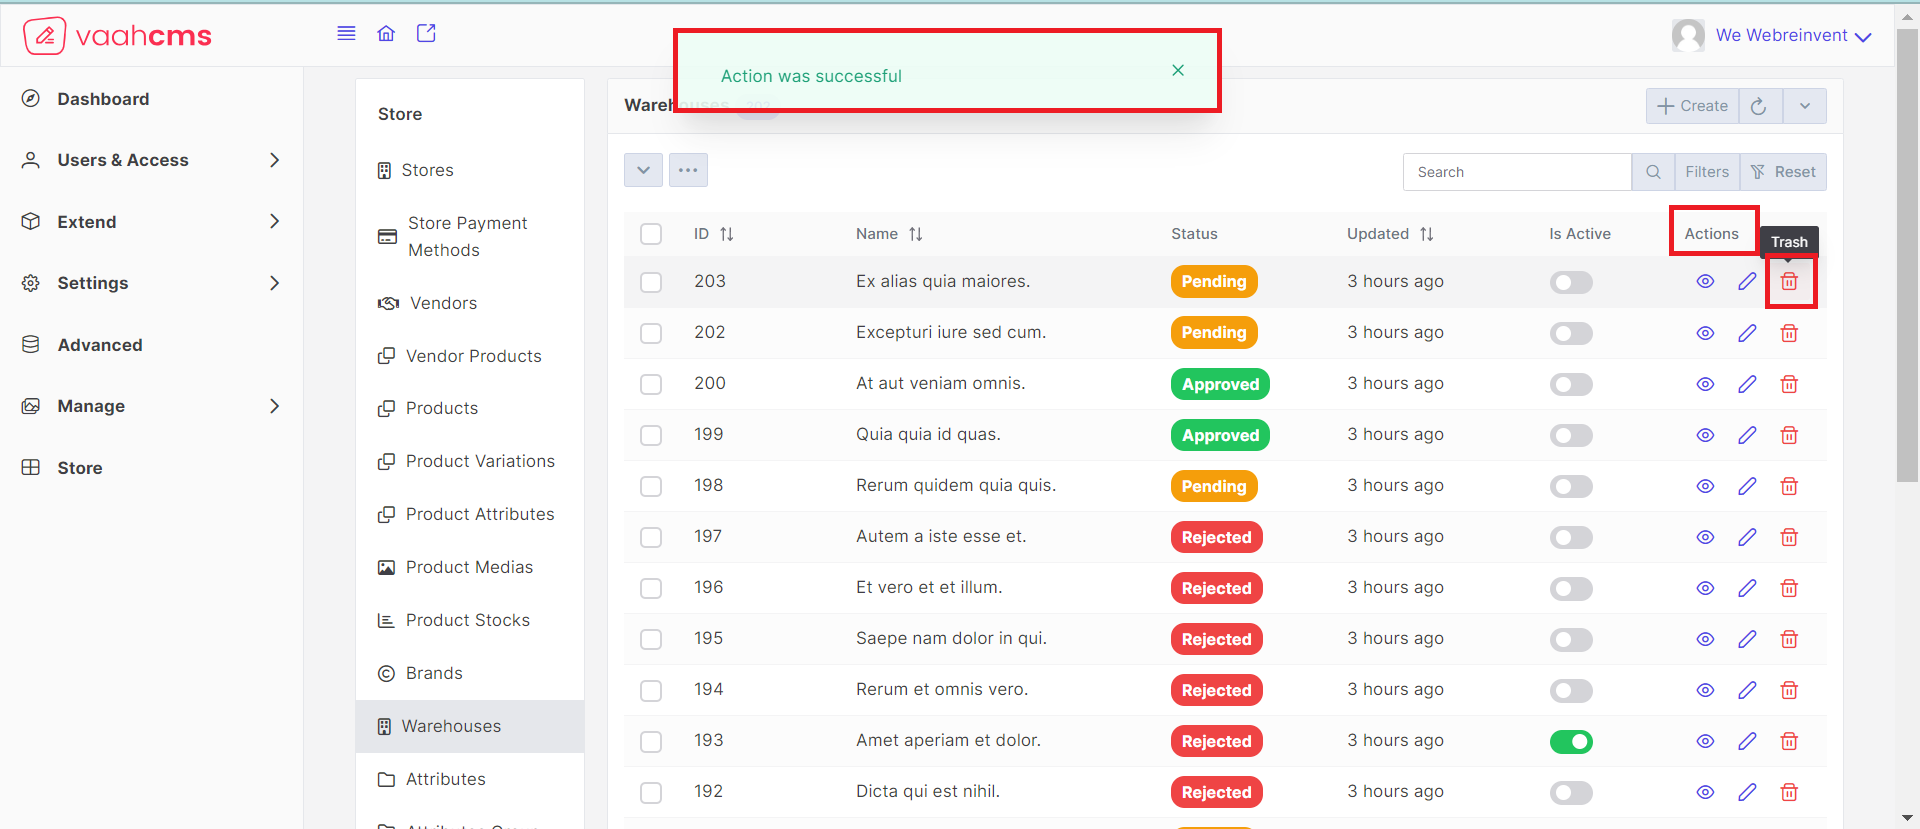 vaahcms
We Webreinvent
Action was successful
Dashboard
Users & Access
Extend
Settings
Advanced
Manage
Store
Store
Stores
Store Payment
Methods
Vendors
Vendor Products
Products
Product Variations
Product Attributes
Product Medias
Product Stocks
Brands
Warehouses
Attributes
Warehouses 202
Create
Search
Filters
Reset
ID Name Status Updated Is Active Actions
Trash
203 Ex alias quia maiores. Pending 3 hours ago
202 Excepturi iure sed cum. Pending 3 hours ago
200 At aut veniam omnis. Approved 3 hours ago
199 Quia quia id quas. Approved 3 hours ago
198 Rerum quidem quia quis. Pending 3 hours ago
197 Autem a iste esse et. Rejected 3 hours ago
196 Et vero et et illum. Rejected 3 hours ago
195 Saepe nam dolor in qui. Rejected 3 hours ago
194 Rerum et omnis vero. Rejected 3 hours ago
193 Amet aperiam et dolor. Rejected 3 hours ago
192 Dicta qui est nihil. Rejected 3 hours ago